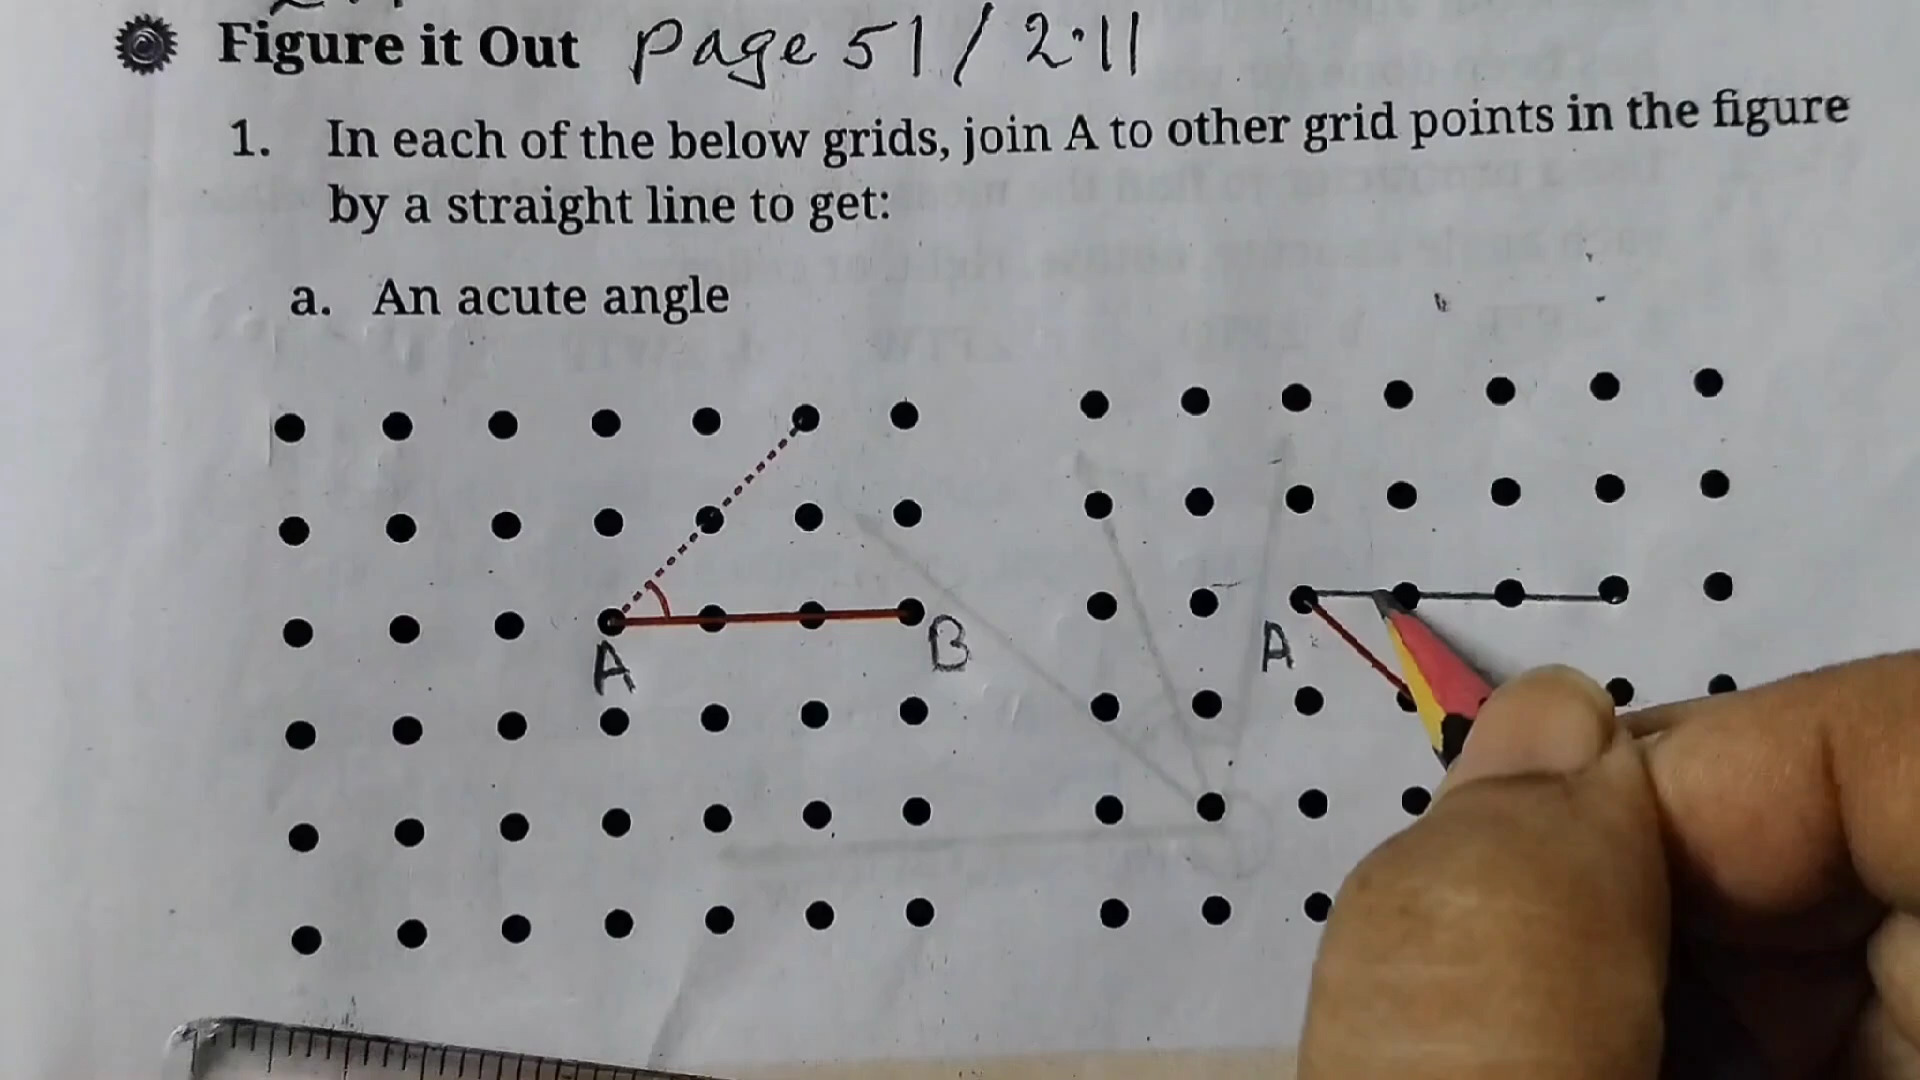 Figure it Out Page 51/2.11
1. In each of the below grids, join A to other grid points in the figure
by a straight line to get:
a. An acute angle
A B A